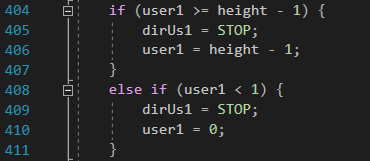 404 if (user1 >= height - 1) {
405 dirUs1 = STOP;
406 user1 = height - 1;
407 }
408 else if (user1 < 1) {
409 dirUs1 = STOP;
410 user1 = 0;
411 }